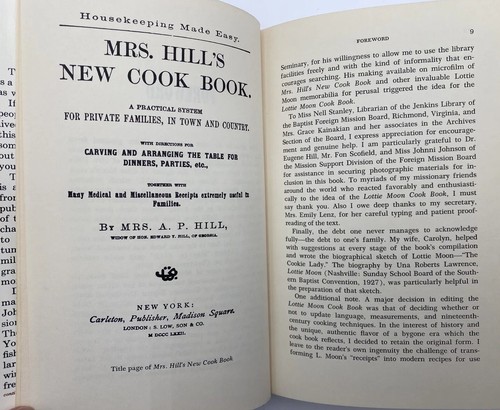 Housekeeping Made Easy.
MRS. HILL'S
NEW COOK BOOK.
A PRACTICAL SYSTEM
FOR PRIVATE FAMILIES, IN TOWN AND COUNTRY.
WITH DIRECTIONS FOR
CARVING AND ARRANGING THE TABLE FOR
DINNERS, PARTIES, etc.,
TOGETHER WITH
Many Medical and Miscellaneous Receipts extremely useful in
Families.
BY MRS. A. P. HILL,
WIDOW OF HON. EDWARD Y. HILL, OF GEORGIA.
NEW YORK:
Carleton, Publisher, Madison Square.
LONDON: S. LOW, SON & CO.
M DCCC LXXII.
Title page of Mrs. Hill's New Cook Book
FOREWORD 9
Seminary, for his willingness to allow me to use the library
facilities freely and with the kind of informality that en-
courages searching. His making available on microfilm of
Mrs. Hill's New Cook Book and other invaluable Lottie
Moon memorabilia for perusal triggered the idea for the
Lottie Moon Cook Book.
To Miss Nell Stanley, Librarian of the Jenkins Library of
the Baptist Foreign Mission Board, Richmond, Virginia, and
Mrs. Grace Kainakian and her associates in the Archives
Section of the Board, I express appreciation for encourage-
ment and genuine help. I am particularly grateful to Dr.
Eugene Hill, Mr. Fon Scofield, and Miss Johnni Johnson of
the Mission Support Division of the Foreign Mission Board
for assistance in securing photographic materials for in-
clusion in this book. To myriads of my missionary friends
around the world who reacted favorably and enthusiasti-
cally to the idea of the Lottie Moon Cook Book, I must say
thank you. Also I owe deep thanks to my secretary,
Mrs. Emily Lenz, for her careful typing and patient proof-
reading of the text.
Finally, the debt one never manages to acknowledge
fully—the debt to one's family. My wife, Carolyn, helped
with suggestions at every stage of the book's compilation
and wrote the biographical sketch of Lottie Moon—"The
Cookie Lady." The biography by Una Roberts Lawrence,
Lottie Moon (Nashville: Sunday School Board of the South-
ern Baptist Convention, 1927), was particularly helpful in
the preparation of that sketch.
One additional note. A major decision in editing the
Lottie Moon Cook Book was that of deciding whether or
not to update language, measurements, and nineteenth-
century cooking techniques. In the interest of history and
the unique, authentic flavor of a bygone era which the
cook book reflects, I decided to retain the original form. I
leave to the reader's own ingenuity the challenge of trans-
forming L. Moon's "receipts" into modern recipes for use